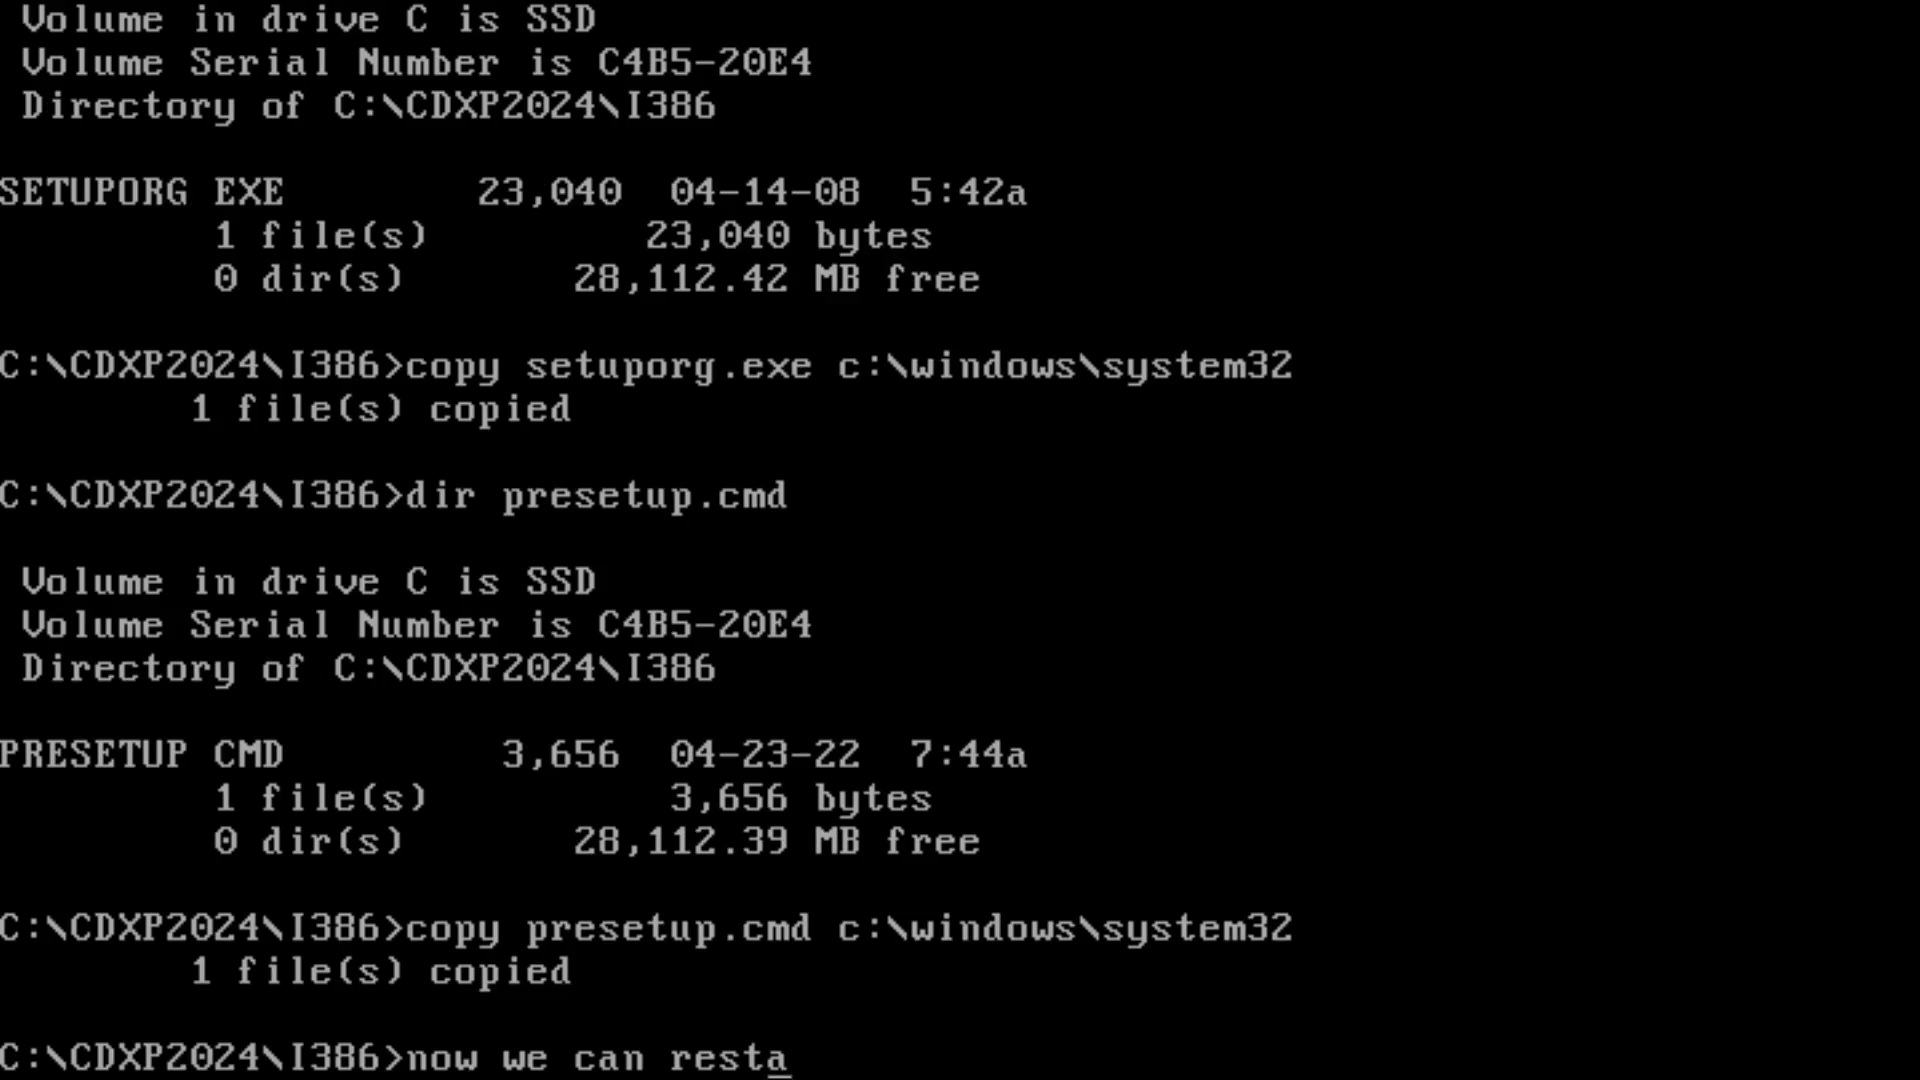 Volume in drive C is SSD
Volume Serial Number is C4B5-20E4
Directory of C:\CDXP2024\I386
SETUPORG EXE 23,040 04-14-08 5:42a
1 file(s) 23,040 bytes
0 dir(s) 28,112.42 MB free
C:\CDXP2024\I386>copy setuporg.exe c:\windows\system32
1 file(s) copied
C:\CDXP2024\I386>dir presetup.cmd
Volume in drive C is SSD
Volume Serial Number is C4B5-20E4
Directory of C:\CDXP2024\I386
PRESETUP CMD 3,656 04-23-22 7:44a
1 file(s) 3,656 bytes
0 dir(s) 28,112.39 MB free
C:\CDXP2024\I386>copy presetup.cmd c:\windows\system32
1 file(s) copied
C:\CDXP2024\I386>now we can resta